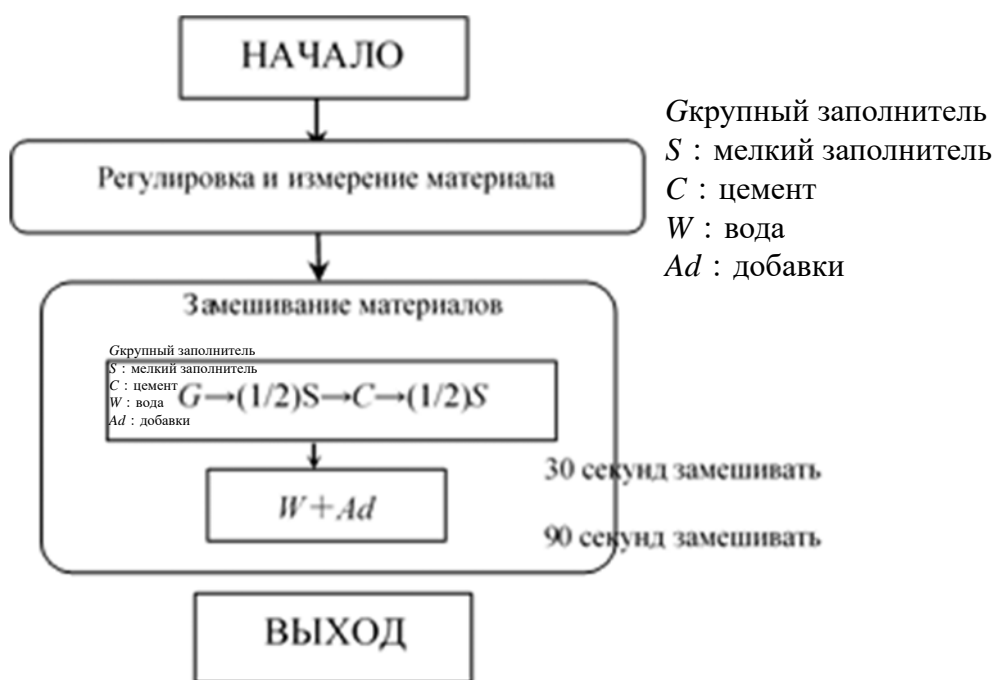 НАЧАЛО
Регулировка и измерение материала
Gкрупный заполнитель
S : мелкий заполнитель
C : цемент
W : вода
Ad : добавки
Замешивание материалов
Gкрупный заполнитель
S : мелкий заполнитель
C : цемент
W : вода
Ad : добавки
G→(1/2)S→C→(1/2)S
30 секунд замешивать
W+Ad
90 секунд замешивать
ВЫХОД